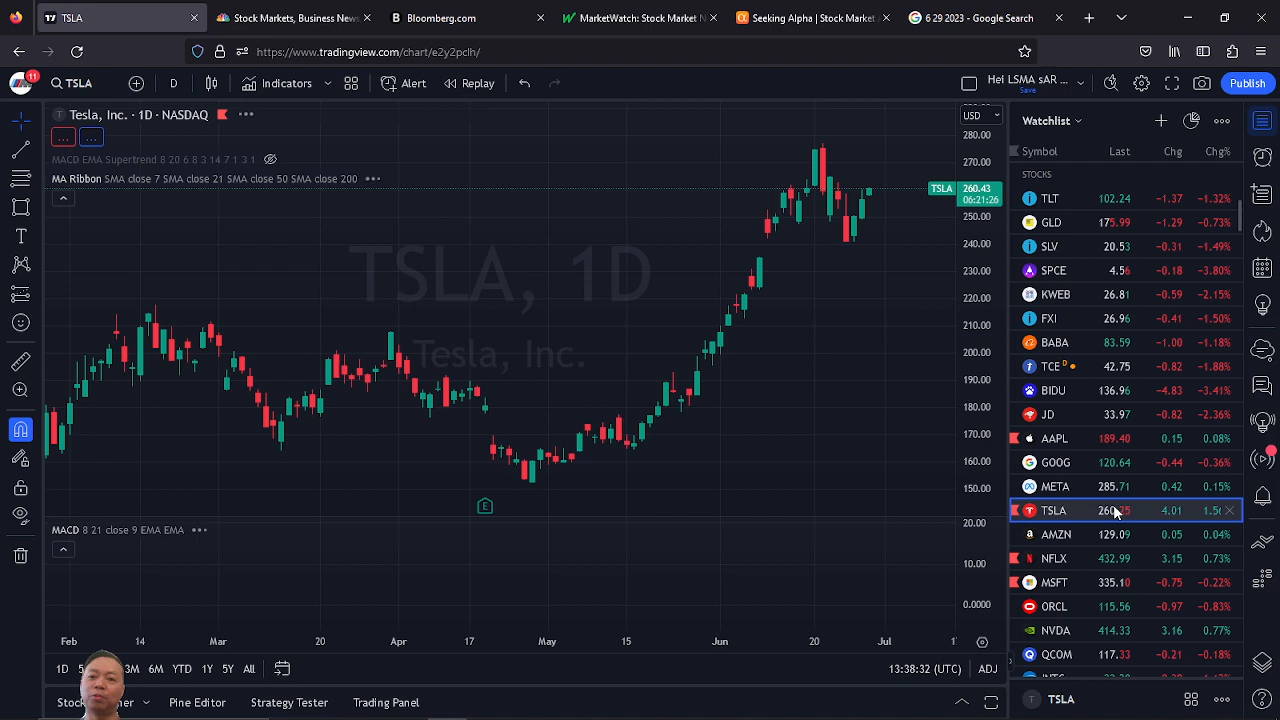 TSLA
Stock Markets, Business News
Bloomberg.com
MarketWatch: Stock Market N
Seeking Alpha | Stock Market A
6 29 2023 - Google Search
https://www.tradingview.com/chart/e2y2pclh/
11
TSLA
D
Indicators
Alert
Replay
Hei LSMA sAR ...
Save
Publish
Tesla, Inc. · 1D · NASDAQ
MACD EMA Supertrend 8 20 6 8 3 14 7 1 3 1
MA Ribbon SMA close 7 SMA close 21 SMA close 50 SMA close 200
TSLA, 1D
Tesla, Inc.
USD
280.00
270.00
TSLA 260.43
06:21:26
250.00
240.00
230.00
220.00
210.00
200.00
190.00
180.00
170.00
160.00
150.00
E
MACD 8 21 close 9 EMA EMA
20.00
10.00
0.0000
Feb 14 Mar 20 Apr 17 May 15 Jun 20 Jul
1D 3M 6M YTD 1Y 5Y All
13:38:32 (UTC) ADJ
Pine Editor
Trading Panel
Watchlist
Symbol Last Chg Chg%
STOCKS
TLT 102.24 −1.37 −1.32%
GLD 175.99 −1.29 −0.73%
SLV 20.53 −0.31 −1.49%
SPCE 4.56 −0.18 −3.80%
KWEB 26.81 −0.59 −2.15%
FXI 26.96 −0.41 −1.50%
BABA 83.59 −1.00 −1.18%
TCE D 42.75 −0.82 −1.88%
BIDU 136.96 −4.83 −3.41%
JD 33.97 −0.82 −2.36%
AAPL 189.40 0.15 0.08%
GOOG 120.64 −0.44 −0.36%
META 285.71 0.42 0.15%
TSLA 260.25 4.01
AMZN 129.09 0.05 0.04%
NFLX 432.99 3.15 0.73%
MSFT 335.10 −0.75 −0.22%
ORCL 115.56 −0.97 −0.83%
NVDA 414.33 3.16 0.77%
QCOM 117.33 −0.21 −0.18%
TSLA